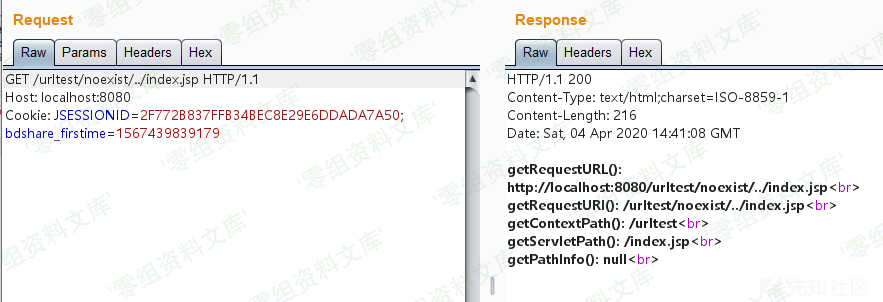 Request
Raw Params Headers Hex
GET /urltest/noexist/../index.jsp HTTP/1.1
Host: localhost:8080
Cookie: JSESSIONID=2F772B837FFB34BEC8E29E6DDADA7A50;
bdshare_firstime=1567439839179
Response
Raw Headers Hex
HTTP/1.1 200
Content-Type: text/html;charset=ISO-8859-1
Content-Length: 216
Date: Sat, 04 Apr 2020 14:41:08 GMT
getRequestURL():
http://localhost:8080/urltest/noexist/../index.jsp<br>
getRequestURI(): /urltest/noexist/../index.jsp<br>
getContextPath(): /urltest<br>
getServletPath(): /index.jsp<br>
getPathInfo(): null<br>
'零组资料文库'
先知社区